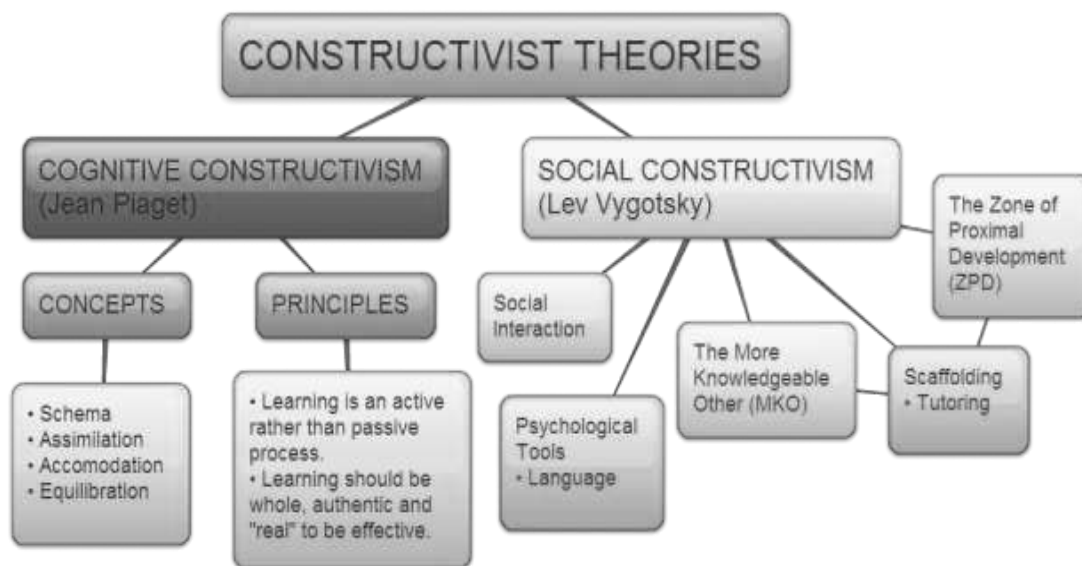 CONSTRUCTIVIST THEORIES
COGNITIVE CONSTRUCTIVISM
(Jean Piaget)
CONCEPTS
• Schema
• Assimilation
• Accomodation
• Equilibration
PRINCIPLES
• Learning is an active
rather than passive
process.
• Learning should be
whole, authentic and
"real" to be effective.
SOCIAL CONSTRUCTIVISM
(Lev Vygotsky)
Social
Interaction
Psychological
Tools
• Language
The More
Knowledgeable
Other (MKO)
Scaffolding
• Tutoring
The Zone of
Proximal
Development
(ZPD)